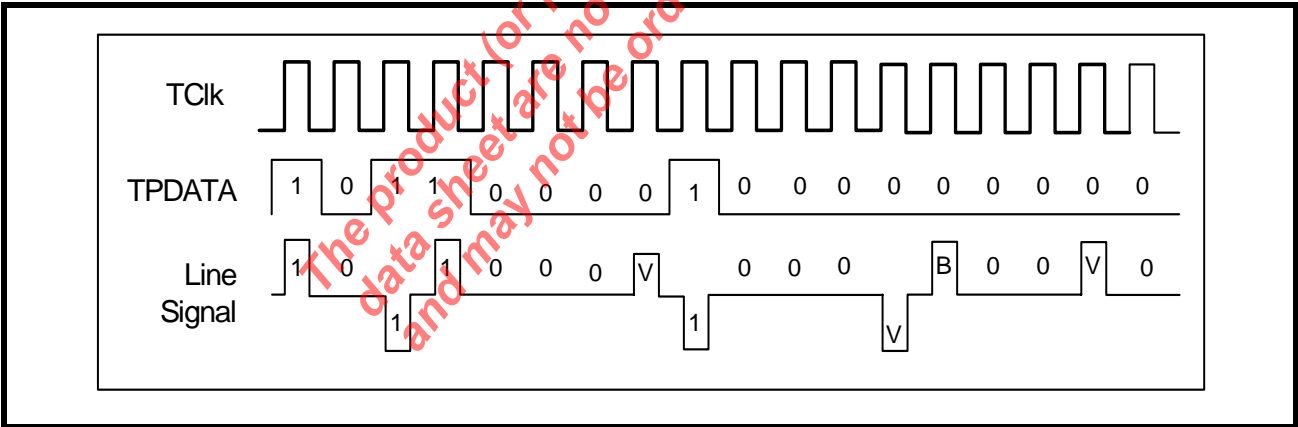 TClk
TPDATA 1 0 1 1 0 0 0 0 1 0 0 0 0 0 0 0 0 0
Line Signal 1 0 1 1 0 0 0 V 1 0 0 0 V B 0 0 V 0
The product (or
data sheet are no
and may not be ord